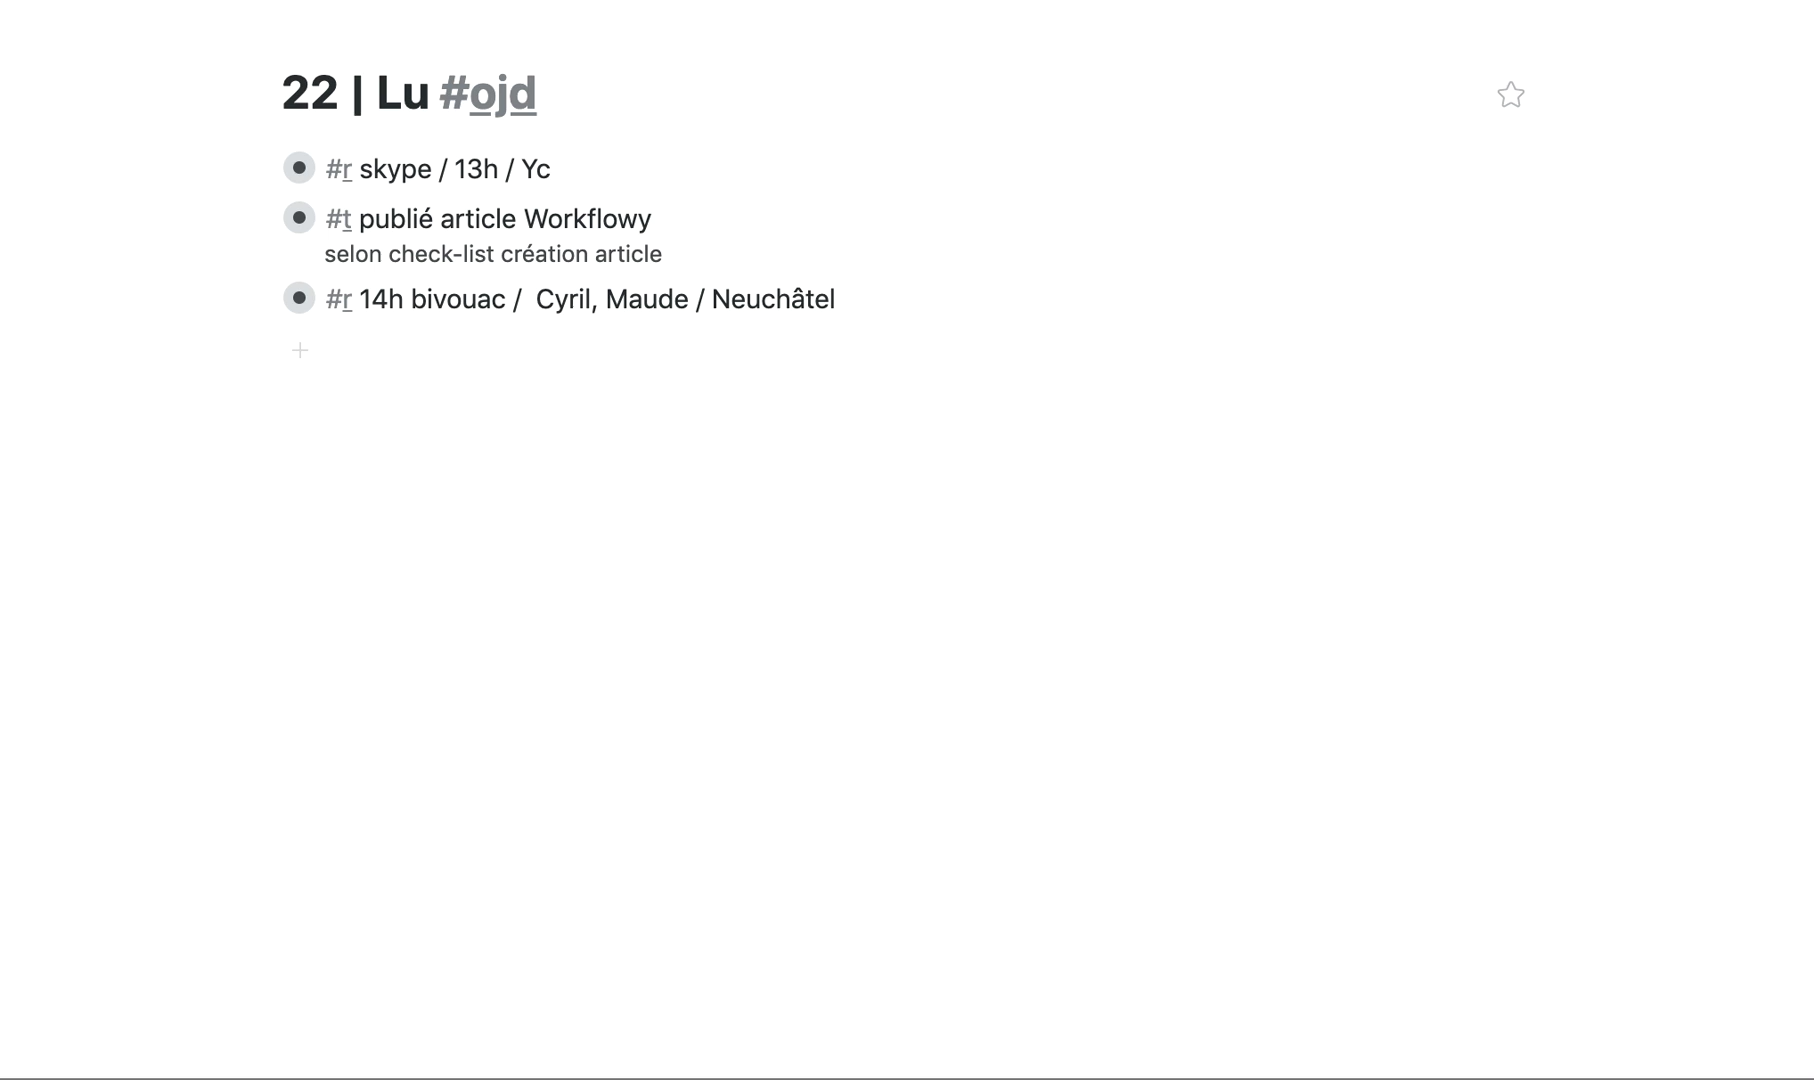 22 | Lu #ojd
#r skype / 13h / Yc
#t publié article Workflowy
selon check-list création article
#r 14h bivouac /  Cyril, Maude / Neuchâtel